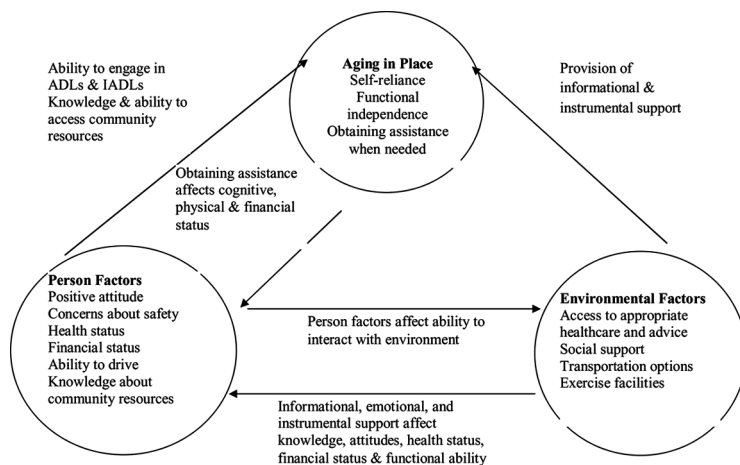 Ability to engage in
ADLs & IADLs
Knowledge & ability to
access community
resources
Aging in Place
Self-reliance
Functional
independence
Obtaining assistance
when needed
Provision of
informational &
instrumental support
Obtaining assistance
affects cognitive,
physical & financial
status
Person Factors
Positive attitude
Concerns about safety
Health status
Financial status
Ability to drive
Knowledge about
community resources
Person factors affect ability to
interact with environment
Environmental Factors
Access to appropriate
healthcare and advice
Social support
Transportation options
Exercise facilities
Informational, emotional, and
instrumental support affect
knowledge, attitudes, health status,
financial status & functional ability